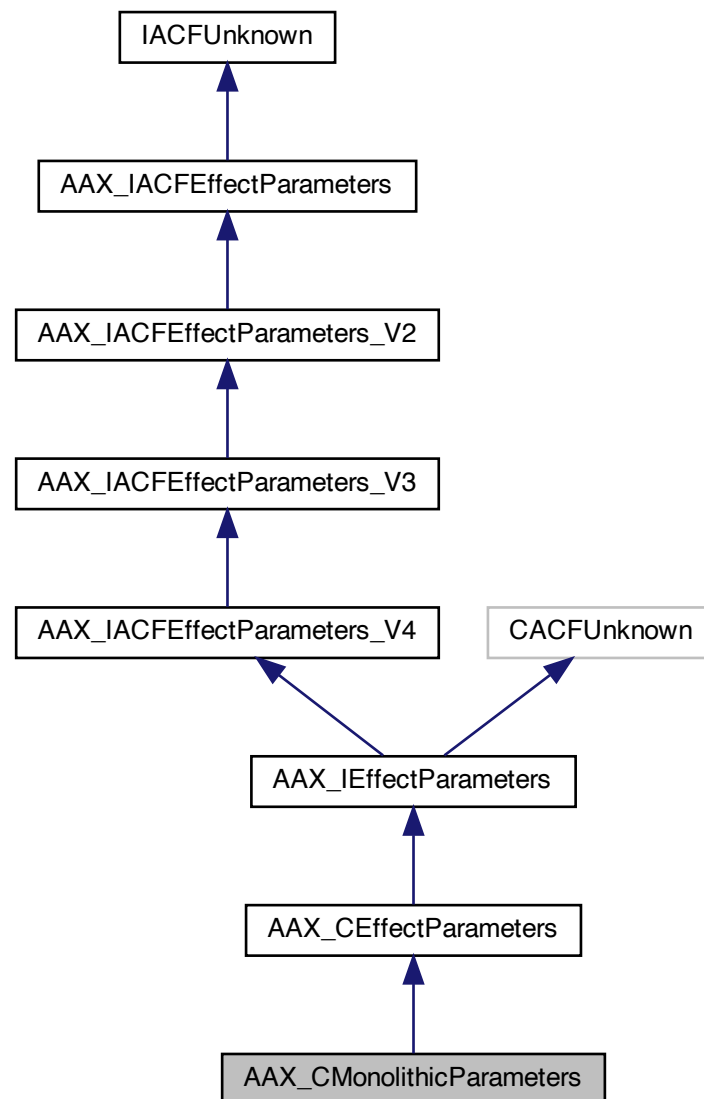 IACFUnknown
AAX_IACFEffectParameters
AAX_IACFEffectParameters_V2
AAX_IACFEffectParameters_V3
AAX_IACFEffectParameters_V4
CACFUnknown
AAX_IEffectParameters
AAX_CEffectParameters
AAX_CMonolithicParameters